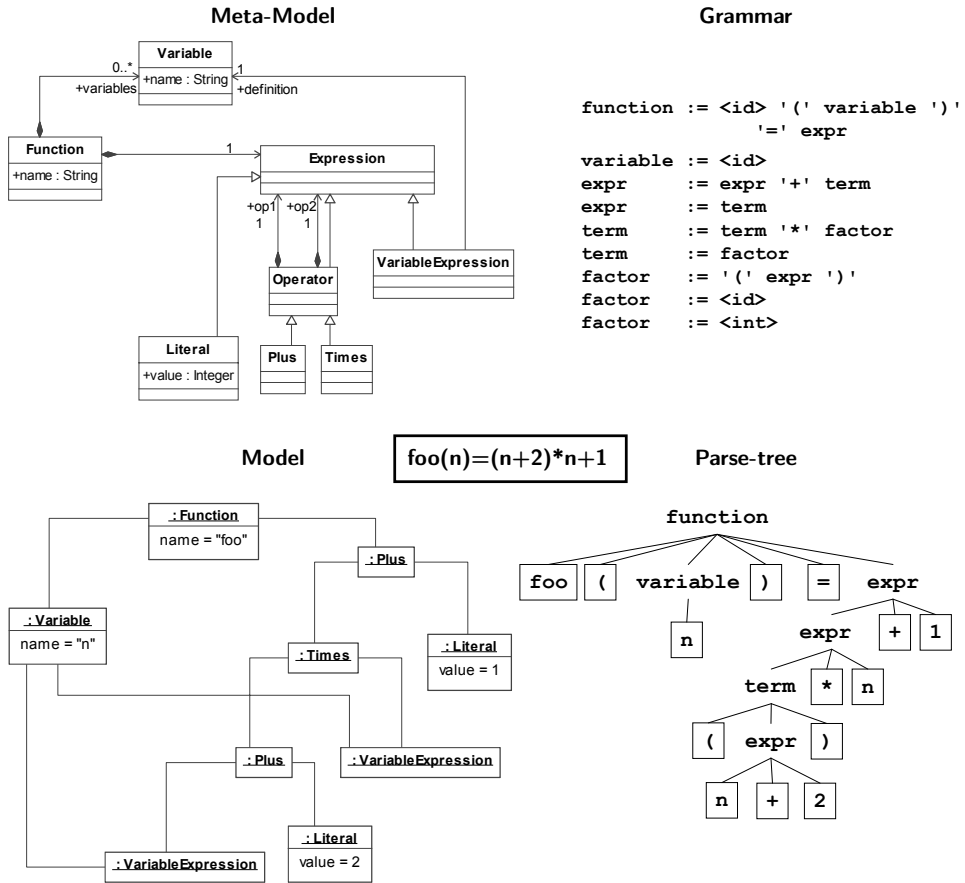 Meta-Model
Grammar
Variable
+name : String
0..*
+variables
1
+definition
Function
+name : String
1
Expression
+op1
1
+op2
1
Operator
VariableExpression
Literal
+value : Integer
Plus
Times
function := <id> '(' variable ')'
'=' expr
variable := <id>
expr := expr '+' term
expr := term
term := term '*' factor
term := factor
factor := '(' expr ')'
factor := <id>
factor := <int>
Model
foo(n)=(n+2)*n+1
Parse-tree
: Function
name = "foo"
: Plus
: Variable
name = "n"
: Times
: Literal
value = 1
: Plus
: VariableExpression
: VariableExpression
: Literal
value = 2
function
foo ( variable ) = expr
n expr + 1
term * n
( expr )
n + 2